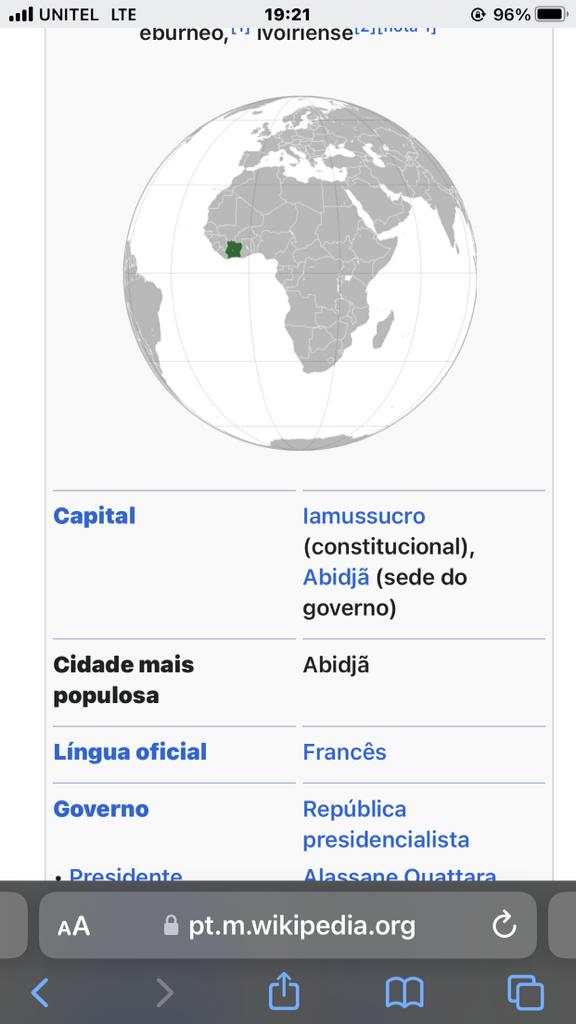 UNITEL LTE 19:21 96%
ebúrneo,[1] ivoiriense[2][nota 1]
Capital Iamussucro
(constitucional),
Abidjã (sede do
governo)
Cidade mais Abidjã
populosa
Língua oficial Francês
Governo República
presidencialista
• Presidente Alassane Ouattara
AA pt.m.wikipedia.org